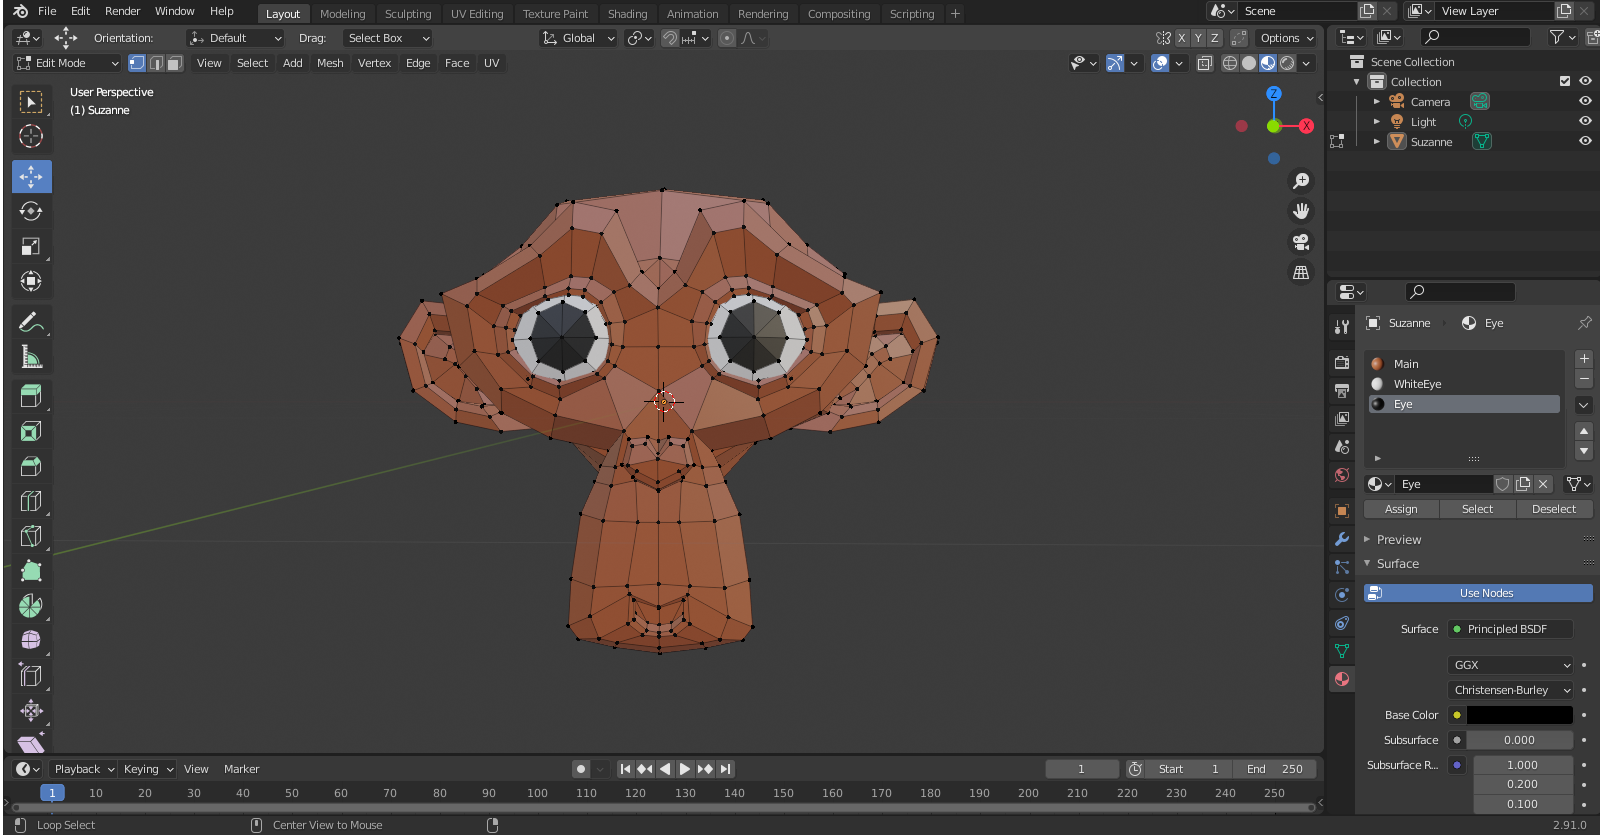 File Edit Render Window Help Layout Modeling Sculpting UV Editing Texture Paint Shading Animation Rendering Compositing Scripting + Scene View Layer
Orientation: Default Drag: Select Box Global X Y Z Options
Edit Mode View Select Add Mesh Vertex Edge Face UV
User Perspective
(1) Suzanne
Z
X
Scene Collection
Collection
Camera
Light
Suzanne
Suzanne Eye
Main
WhiteEye
Eye
Eye
Assign Select Deselect
Preview
Surface
Use Nodes
Surface Principled BSDF
GGX
Christensen-Burley
Base Color
Subsurface 0.000
Subsurface R... 1.000
0.200
0.100
Playback Keying View Marker 1 Start 1 End 250
1 10 20 30 40 50 60 70 80 90 100 110 120 130 140 150 160 170 180 190 200 210 220 230 240 250
Loop Select Center View to Mouse 2.91.0